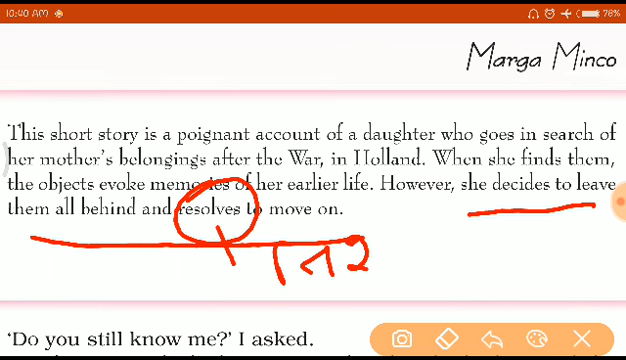 10:40 AM
78%
Marga Minco
This short story is a poignant account of a daughter who goes in search of
her mother's belongings after the War, in Holland. When she finds them,
the objects evoke memories of her earlier life. However, she decides to leave
them all behind and resolves to move on.
'Do you still know me?' I asked.